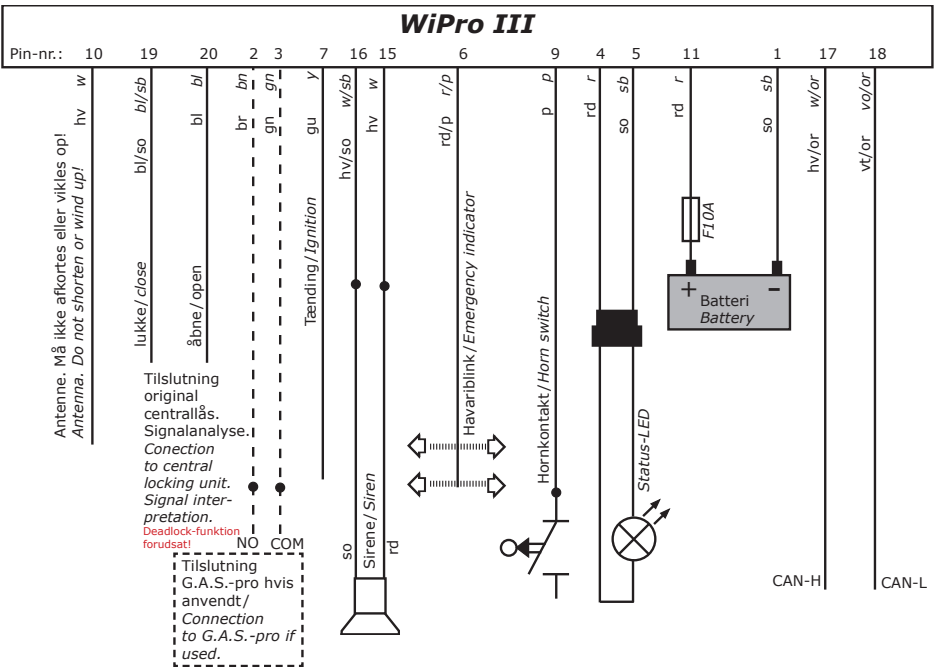 WiPro III
Pin-nr.: 10 19 20 2 3 7 16 15 6 9 4 5 11 1 17 18
w bl/sb bl bn gn y w/sb w r/p p r sb r sb w/or vo/or
hv bl/so bl br gn gu hv/so hv rd/p p rd so rd so hv/or vt/or
Antenne. Må ikke afkortes eller vikles op!
Antenna. Do not shorten or wind up!
lukke/close
åbne/open
Tilslutning
original
centrallås.
Signalanalyse.
Conection
to central
locking unit.
Signal inter-
pretation.
Deadlock-funktion
forudsat!
NO COM
Tilslutning
G.A.S.-pro hvis
anvendt/
Connection
to G.A.S.-pro if
used.
Tænding/Ignition
so
Sirene/Siren
rd
Havariblink/Emergency indicator
Hornkontakt/Horn switch
Status-LED
F10A
+ −
Batteri
Battery
CAN-H
CAN-L